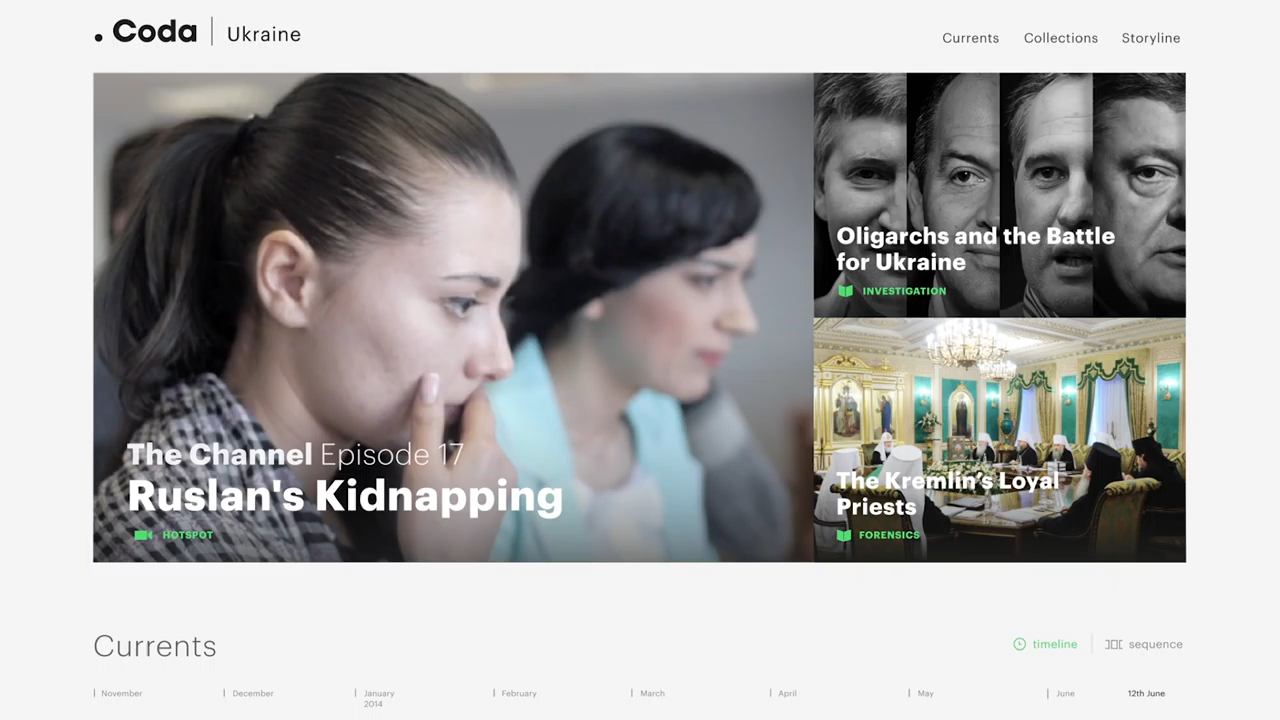 . Coda | Ukraine
Currents Collections Storyline
The Channel Episode 17
Ruslan's Kidnapping
HOTSPOT
Oligarchs and the Battle
for Ukraine
INVESTIGATION
The Kremlin's Loyal
Priests
FORENSICS
Currents
timeline sequence
November December January February March April May June 12th June
2014